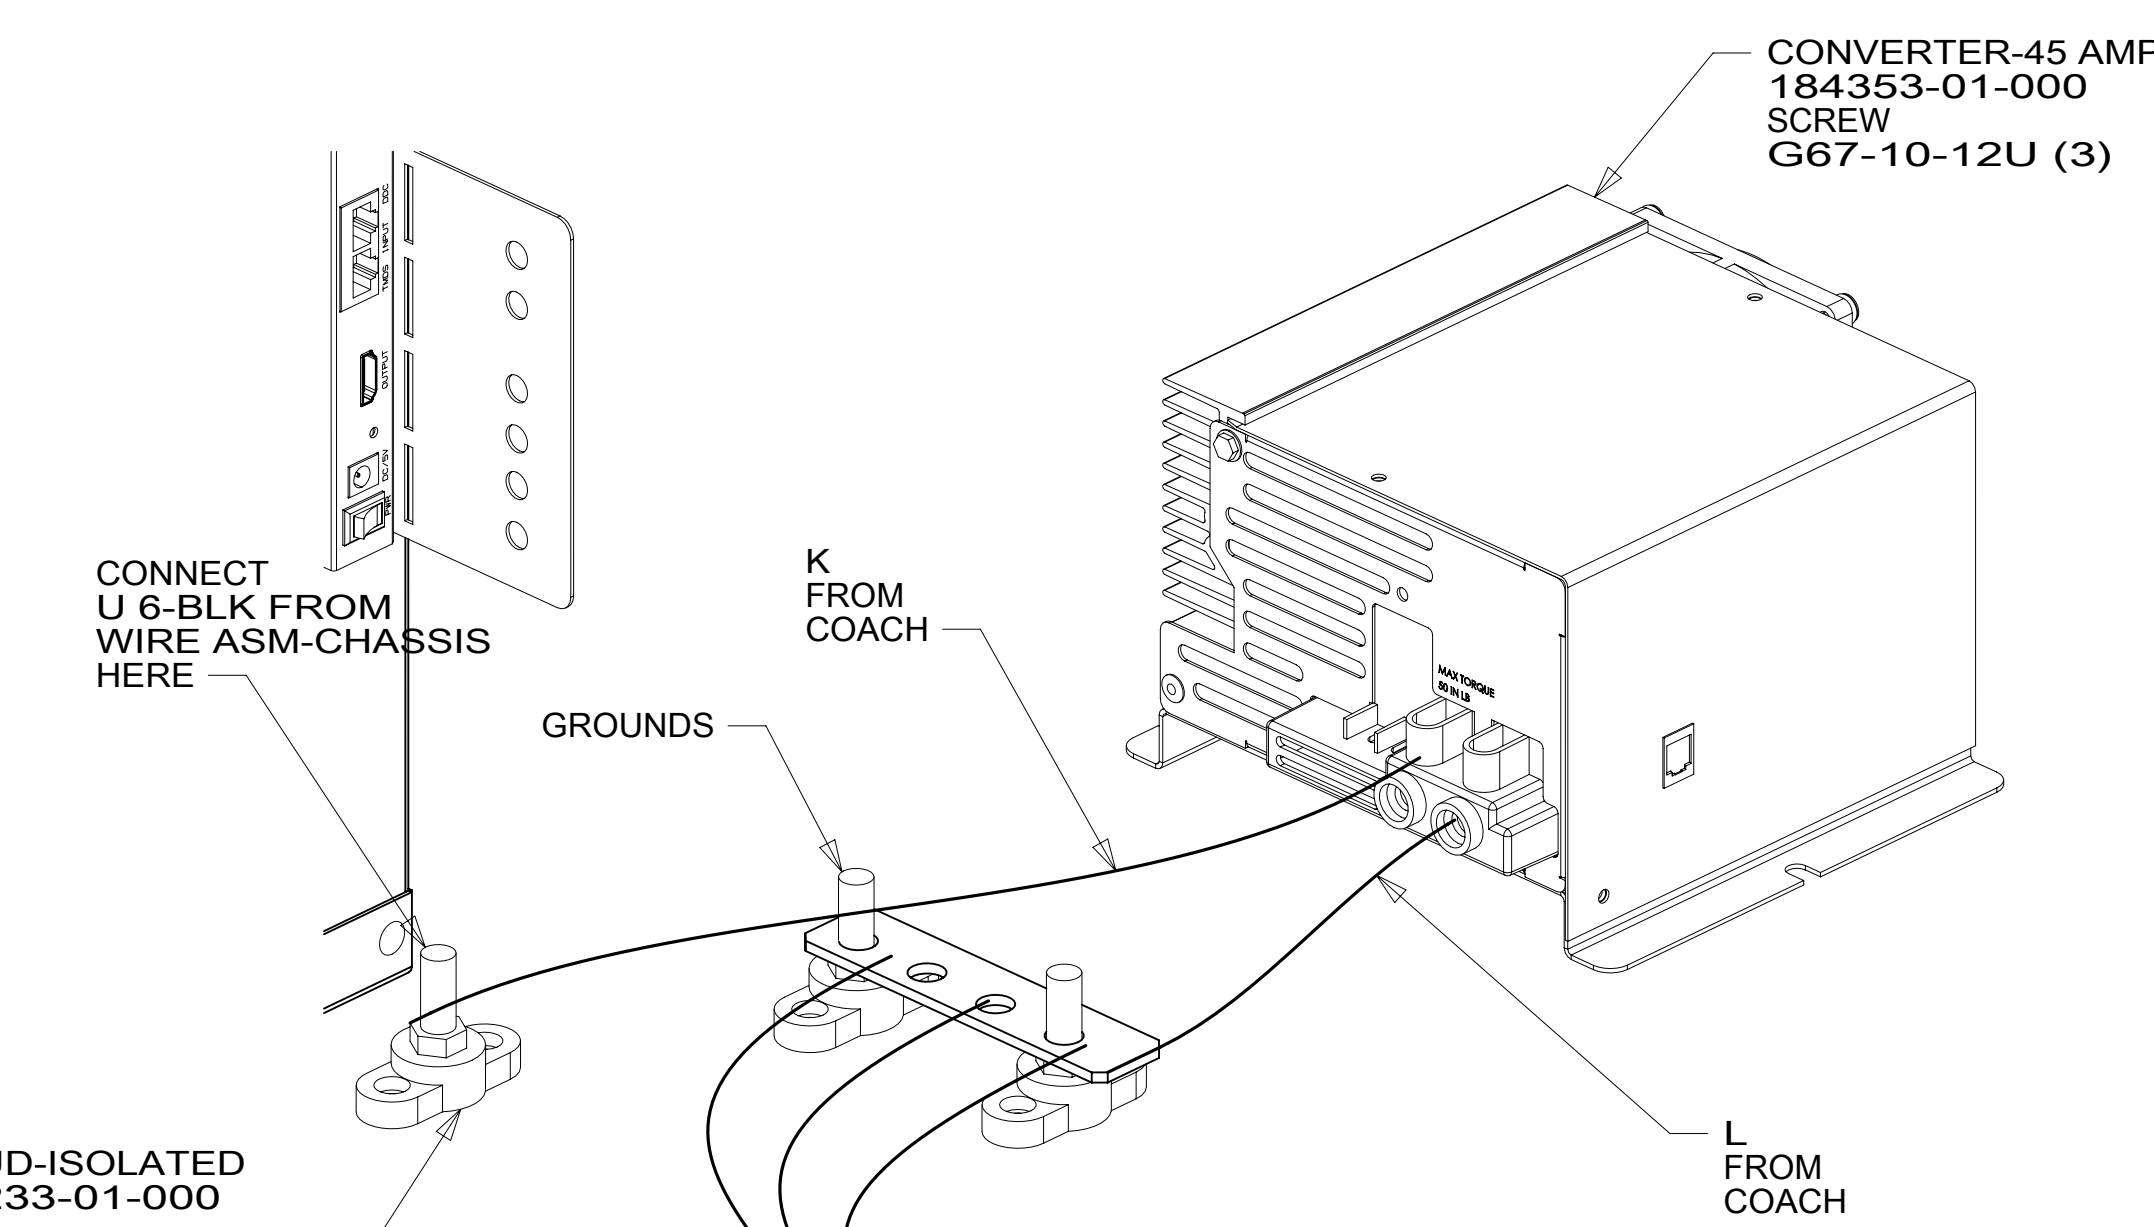 CONVERTER-45 AMP
184353-01-000
SCREW
G67-10-12U (3)
DDC
INPUT
TMDS
OUTPUT
DC/5V
PWR
CONNECT
U 6-BLK FROM
WIRE ASM-CHASSIS
HERE
K
FROM
COACH
GROUNDS
MAX TORQUE
50 IN LB
L
FROM
COACH
UD-ISOLATED
233-01-000